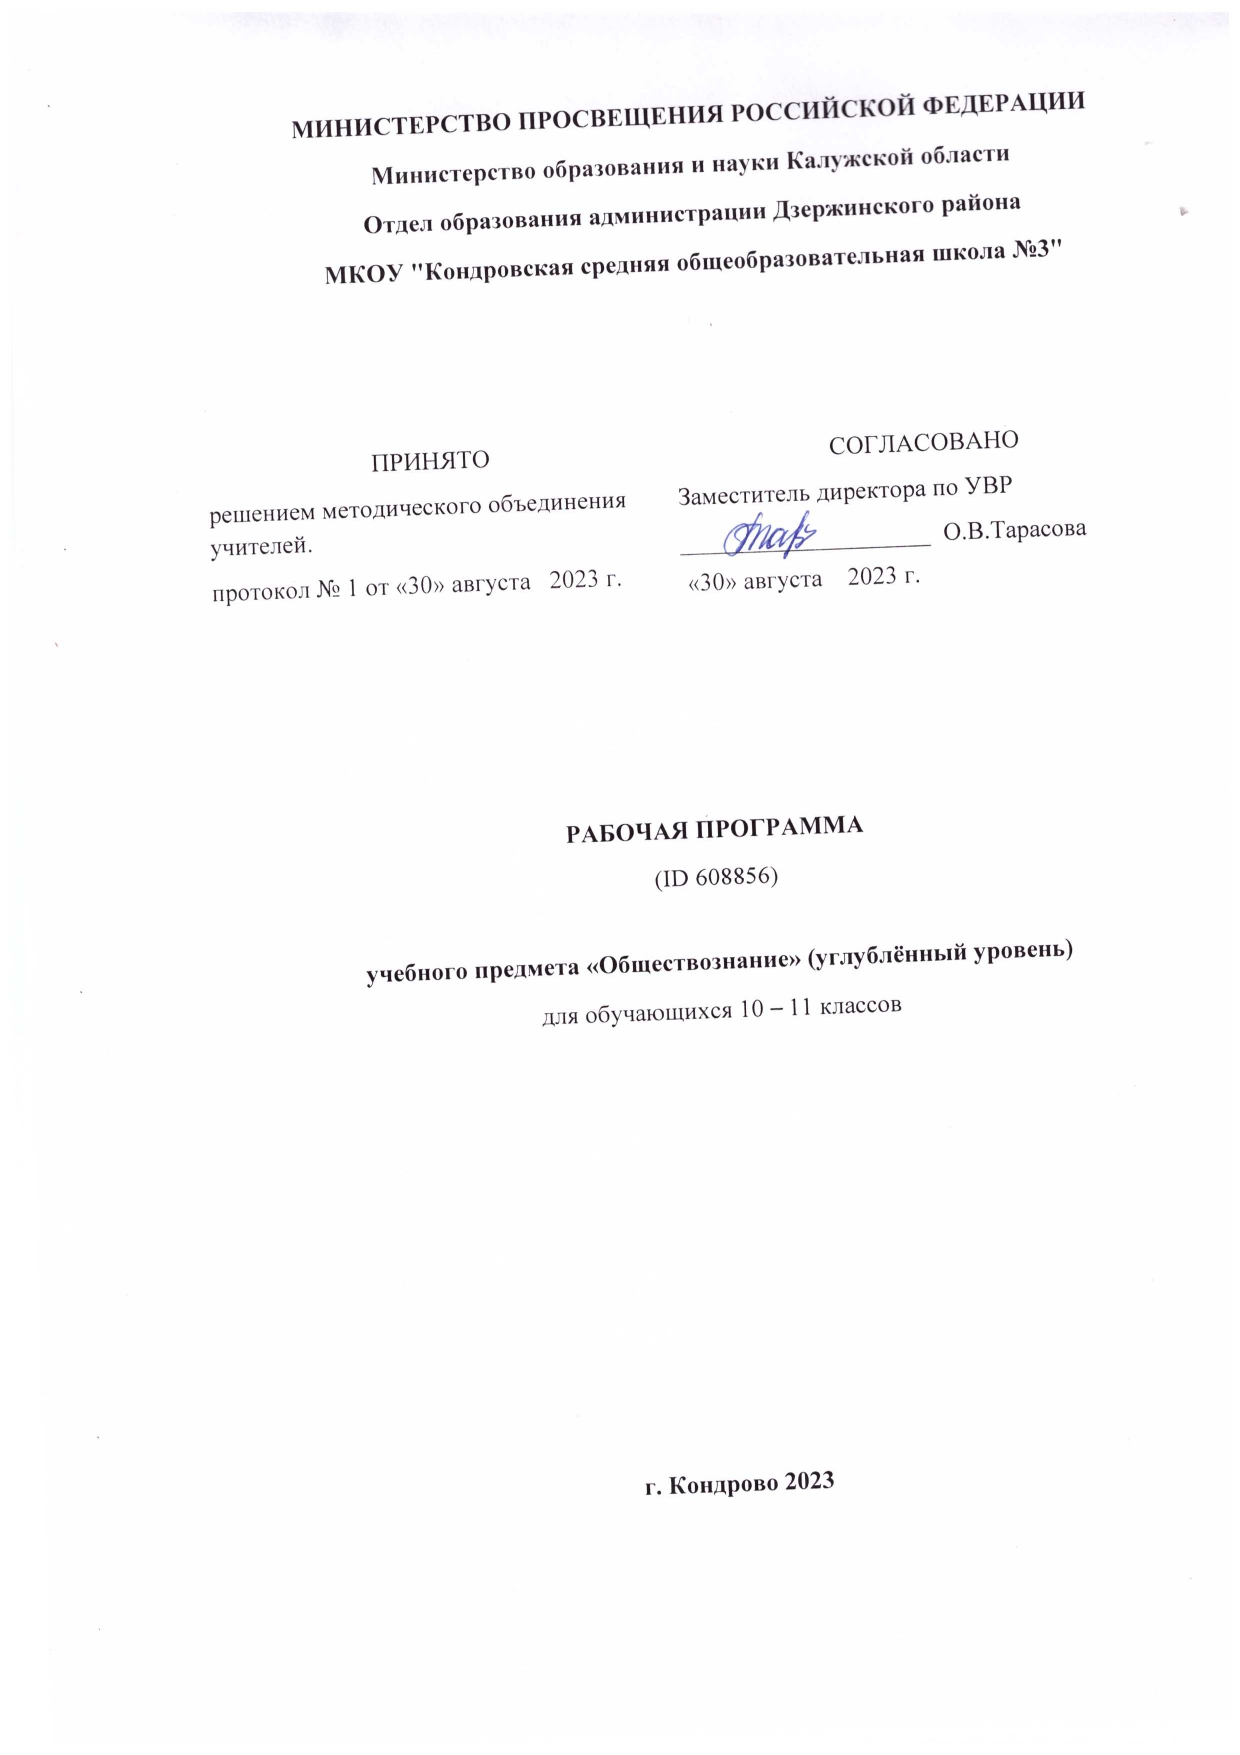 МИНИСТЕРСТВО ПРОСВЕЩЕНИЯ РОССИЙСКОЙ ФЕДЕРАЦИИ
Министерство образования и науки Калужской области
Отдел образования администрации Дзержинского района
МКОУ "Кондровская средняя общеобразовательная школа №3"
ПРИНЯТО
решением методического объединения
учителей.
протокол № 1 от «30» августа 2023 г.
СОГЛАСОВАНО
Заместитель директора по УВР
О.В.Тарасова
«30» августа 2023 г.
РАБОЧАЯ ПРОГРАММА
(ID 608856)
учебного предмета «Обществознание» (углублённый уровень)
для обучающихся 10 – 11 классов
г. Кондрово 2023